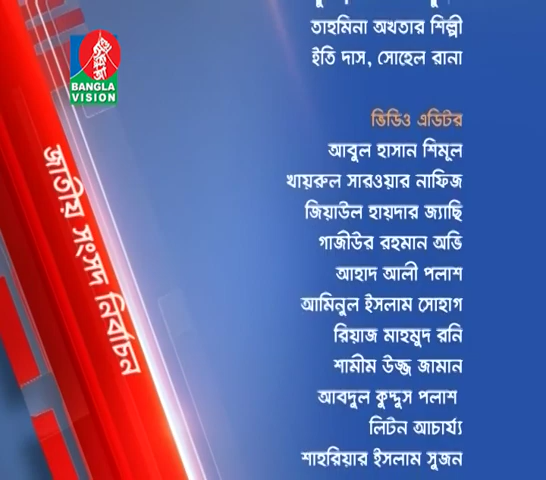 তাহমিনা অখতার শিল্পী
ইতি দাস, সোহেল রানা
BANGLA
VISION
ভিডিও এডিটর
আবুল হাসান শিমূল
খায়রুল সারওয়ার নাফিজ
জিয়াউল হায়দার জ্যাছি
গাজীউর রহমান অভি
আহাদ আলী পলাশ
আমিনুল ইসলাম সোহাগ
রিয়াজ মাহমুদ রনি
শামীম উজ্জ জামান
আবদুল কুদ্দুস পলাশ
লিটন আচার্য্য
শাহরিয়ার ইসলাম সুজন
জাতীয় সংসদ নির্বাচন